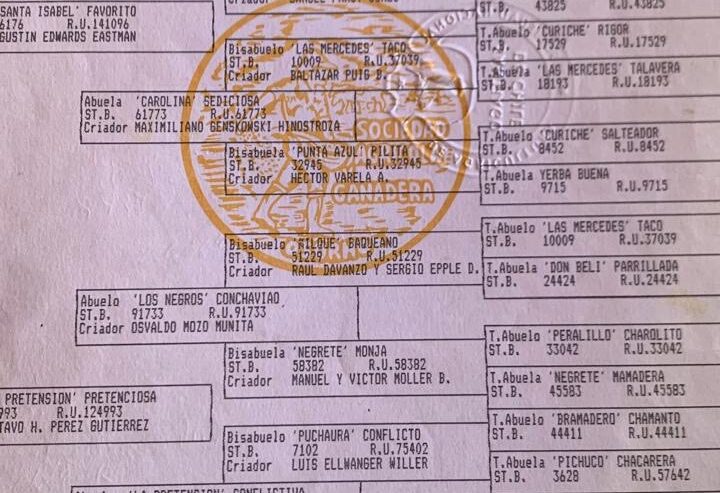 SANTA ISABEL' FAVORITO
6176 R.U.141096
GUSTIN EDWARDS EASTMAN
Bisabuelo 'LAS MERCEDES' TACO
ST.B. 10009 R.U.37039
Criador BALTAZAR PUIG B.
Abuela 'CAROLINA' SEDICIOSA
ST.B. 61773 R.U.61773
Criador MAXIMILIANO GENSKOWSKI HINOSTROZA
Bisabuela 'PUNTA AZUL' PILITA
ST.B. 32945 R.U.32945
Criador HECTOR VARELA A.
Bisabuelo 'RILQUE' BAQUEANO
ST.B. 51229 R.U.51229
Criador RAUL DAVANZO Y SERGIO EPPLE D.
Abuelo 'LOS NEGROS' CONCHAVIAO
ST.B. 91733 R.U.91733
Criador OSVALDO MOZO MUNITA
Bisabuela 'NEGRETE' MONJA
ST.B. 58382 R.U.58382
Criador MANUEL Y VICTOR MOLLER B.
PRETENSION' PRETENCIOSA
993 R.U.124993
TAVO H. PEREZ GUTIERREZ
Bisabuelo 'PUCHAURA' CONFLICTO
ST.B. 7102 R.U.75402
Criador LUIS ELLWANGER WILLER
PRETENSION' CONFLICTIVA
ST.B. 43825 R.U.43825
T.Abuelo 'CURICHE' RIGOR
ST.B. 17529 R.U.17529
T.Abuela 'LAS MERCEDES' TALAVERA
ST.B. 18193 R.U.18193
T.Abuelo 'CURICHE' SALTEADOR
ST.B. 8452 R.U.8452
T.Abuela YERBA BUENA
ST.B. 9715 R.U.9715
T.Abuelo 'LAS MERCEDES' TACO
ST.B. 10009 R.U.37039
T.Abuela 'DON BELI' PARRILLADA
ST.B. 24424 R.U.24424
T.Abuelo 'PERALILLO' CHAROLITO
ST.B. 33042 R.U.33042
T.Abuela 'NEGRETE' MAMADERA
ST.B. 45583 R.U.45583
T.Abuelo 'BRAMADERO' CHAMANTO
ST.B. 44411 R.U.44411
T.Abuela 'PICHUCO' CHACARERA
ST.B. 3628 R.U.57642
SOCIEDAD
GANADERA